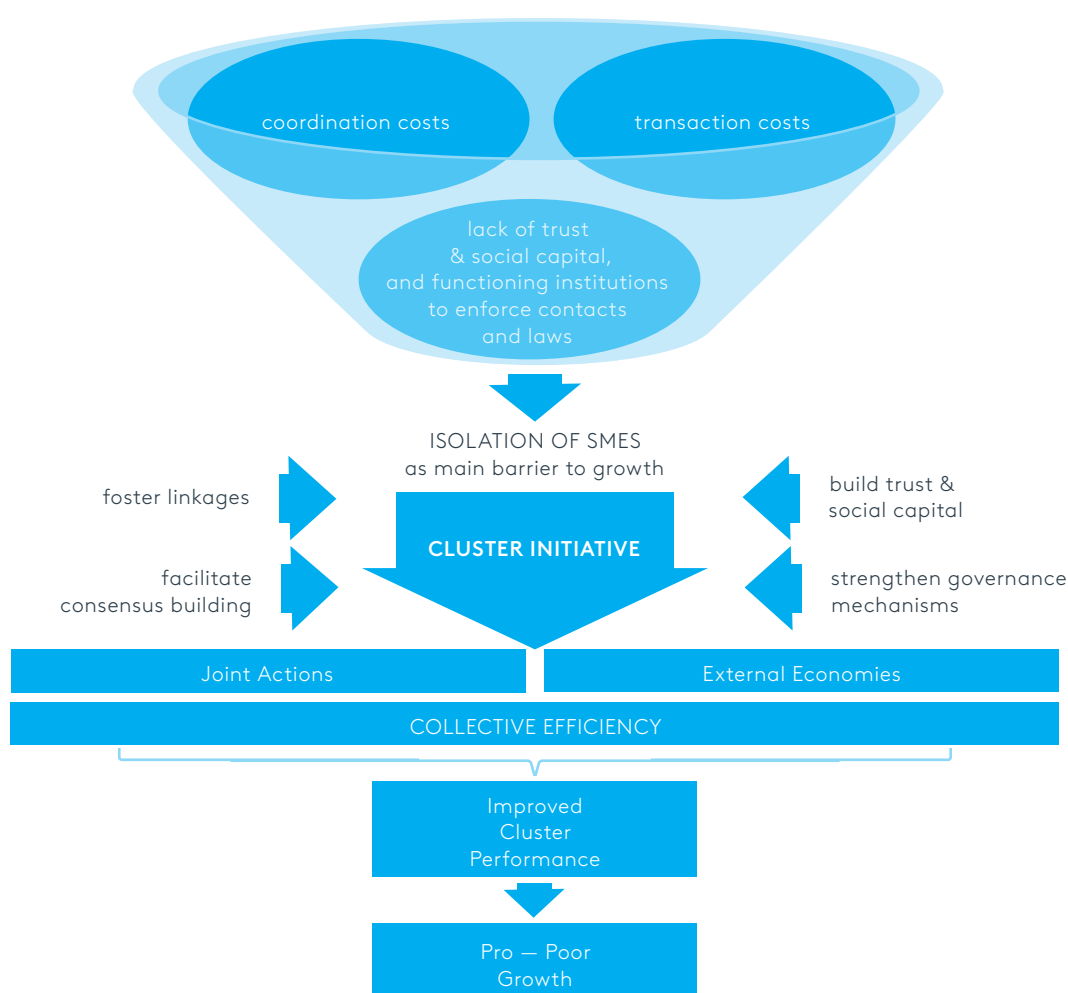 coordination costs
transaction costs
lack of trust
& social capital,
and functioning institutions
to enforce contacts
and laws
ISOLATION OF SMES
as main barrier to growth
foster linkages
build trust &
social capital
CLUSTER INITIATIVE
facilitate
consensus building
strengthen governance
mechanisms
Joint Actions
External Economies
COLLECTIVE EFFICIENCY
Improved
Cluster
Performance
Pro — Poor
Growth